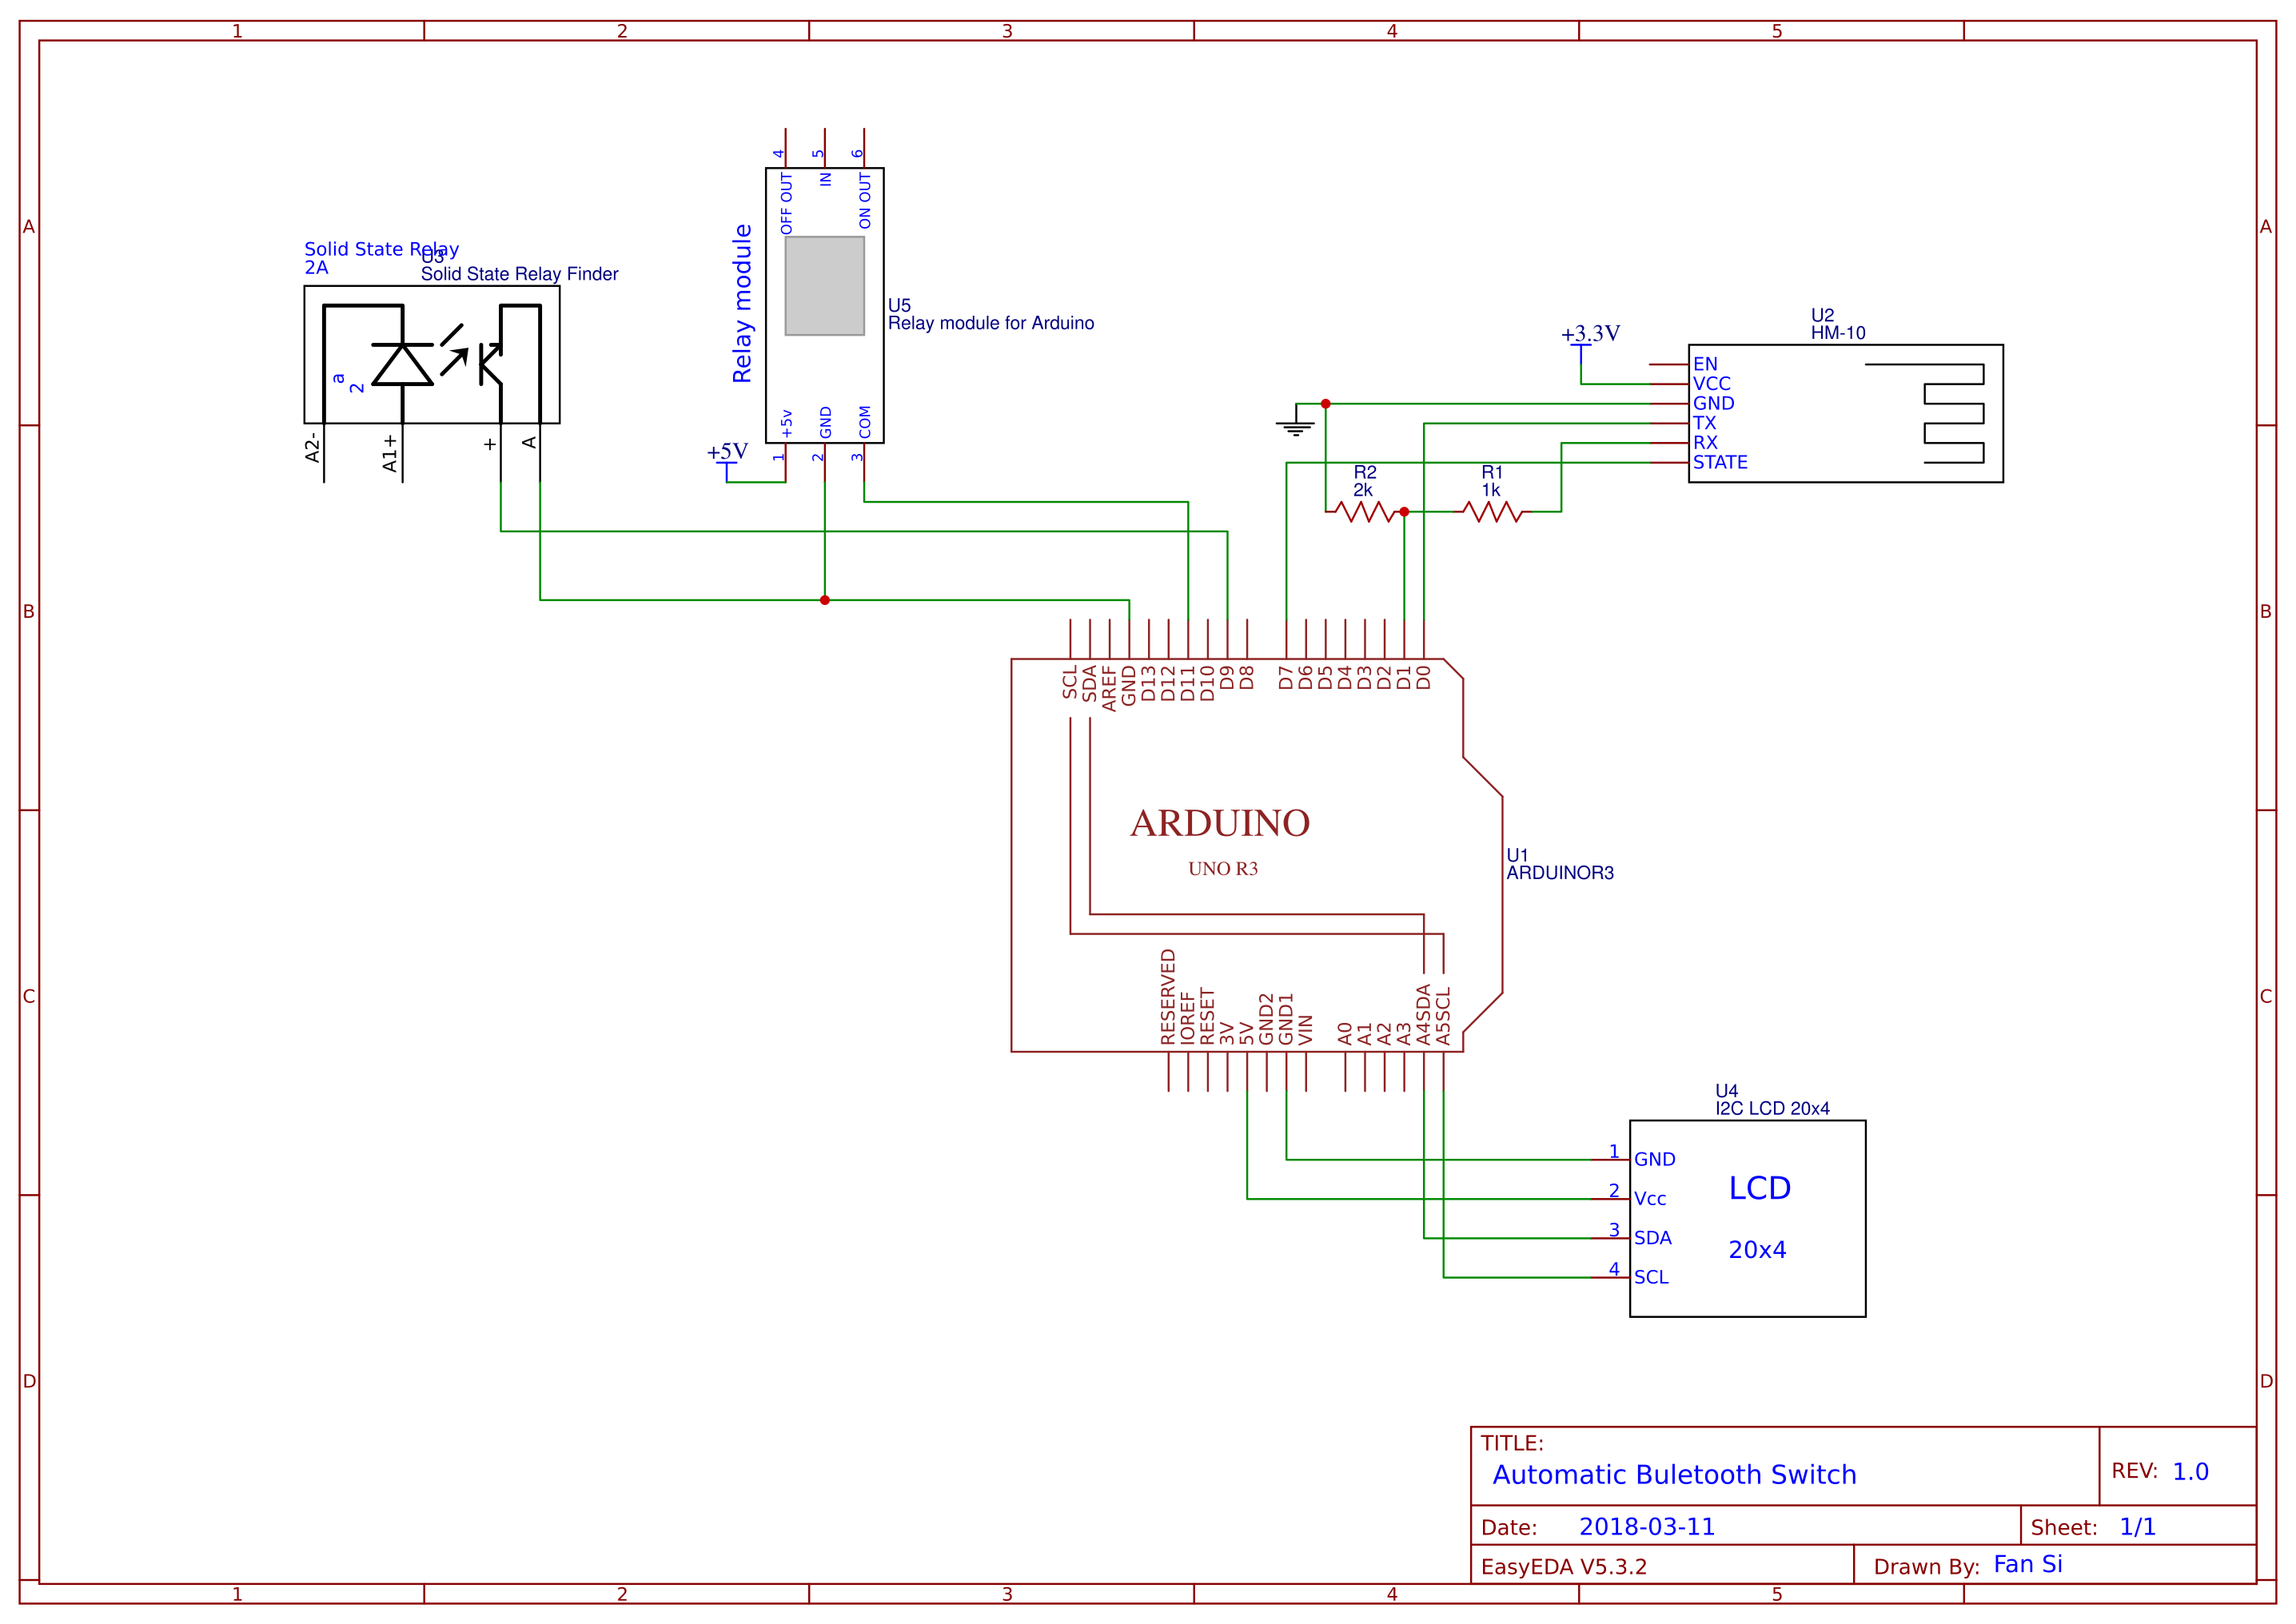 1 2 3 4 5
A
B
C
D
A
B
C
D
Solid State Relay
2A
U3
Solid State Relay Finder
a
2
A2-
A1+
+
A
Relay module
4 5 6
OFF OUT IN ON OUT
U5
Relay module for Arduino
+5v GND COM
1 2 3
+5V
+3.3V
U2
HM-10
EN
VCC
GND
TX
RX
STATE
R2
2k
R1
1k
SCL SDA AREF GND D13 D12 D11 D10 D9 D8 D7 D6 D5 D4 D3 D2 D1 D0
ARDUINO
UNO R3
U1
ARDUINOR3
RESERVED IOREF RESET 3V 5V GND2 GND1 VIN A0 A1 A2 A3 A4SDA A5SCL
U4
I2C LCD 20x4
1 GND
2 Vcc
3 SDA
4 SCL
LCD
20x4
TITLE:
Automatic Buletooth Switch
REV: 1.0
Date: 2018-03-11
Sheet: 1/1
EasyEDA V5.3.2
Drawn By: Fan Si
1 2 3 4 5